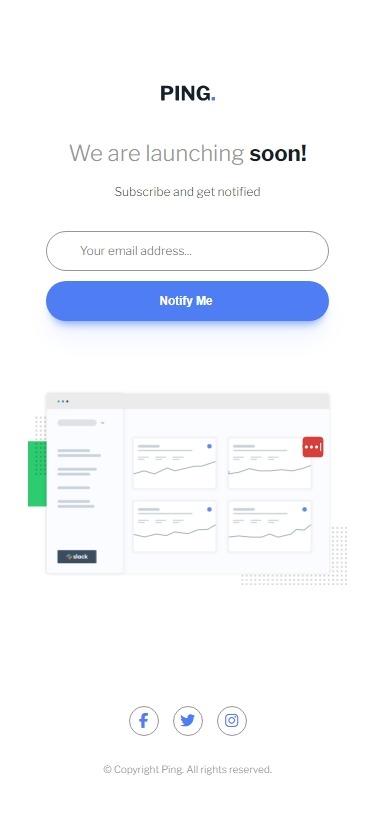 PING.
We are launching soon!
Subscribe and get notified
Your email address...
Notify Me
slack
© Copyright Ping. All rights reserved.